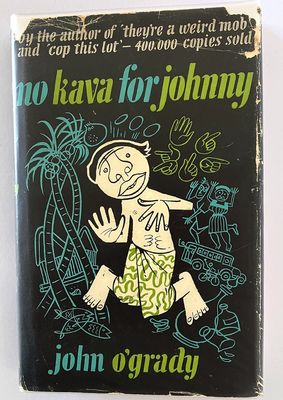 by the author of 'they're a weird mob'
and 'cop this lot' – 400.000 copies sold
no kava for johnny
john o'grady